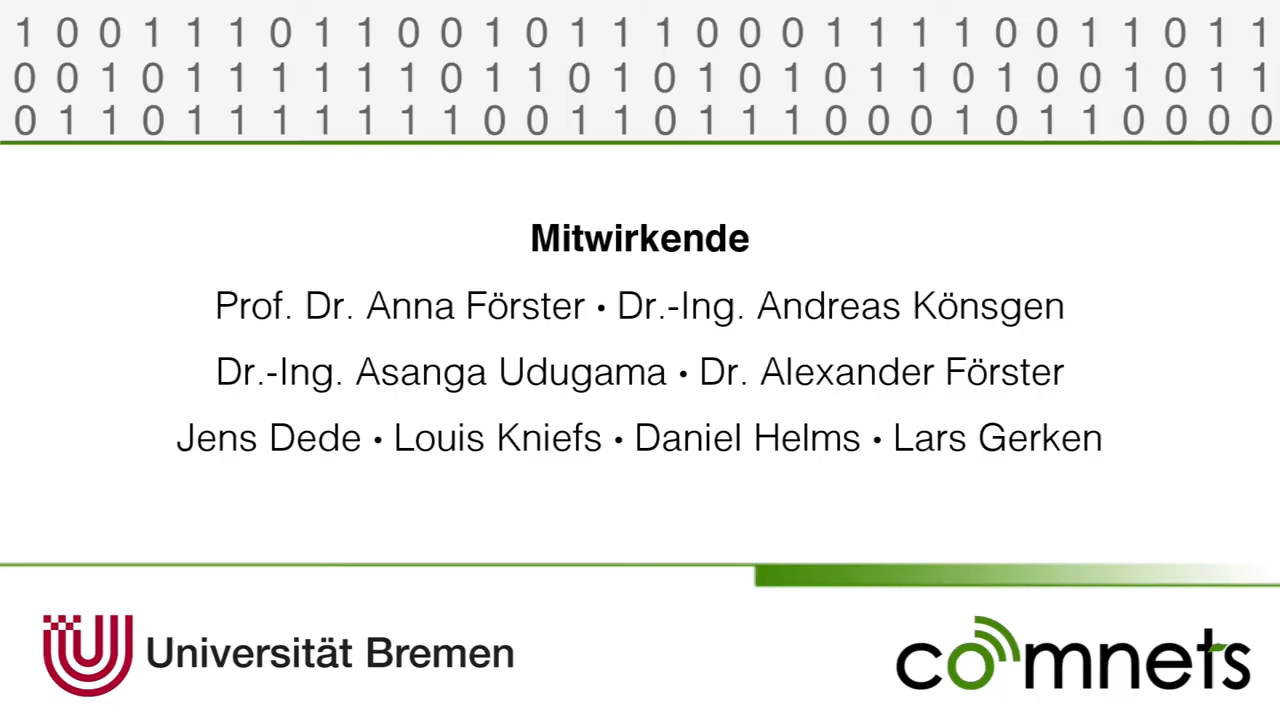 1 0 0 1 1 1 0 1 1 0 0 1 0 1 1 1 0 0 0 1 1 1 1 0 0 1 1 0 1 1
0 0 1 0 1 1 1 1 1 1 0 1 1 0 1 0 1 0 1 0 1 1 0 1 0 0 1 0 1 1
0 1 1 0 1 1 1 1 1 1 1 0 0 1 1 0 1 1 1 0 0 0 1 0 1 1 0 0 0 0
Mitwirkende
Prof. Dr. Anna Förster • Dr.-Ing. Andreas Könsgen
Dr.-Ing. Asanga Udugama • Dr. Alexander Förster
Jens Dede • Louis Kniefs • Daniel Helms • Lars Gerken
Universität Bremen
comnets